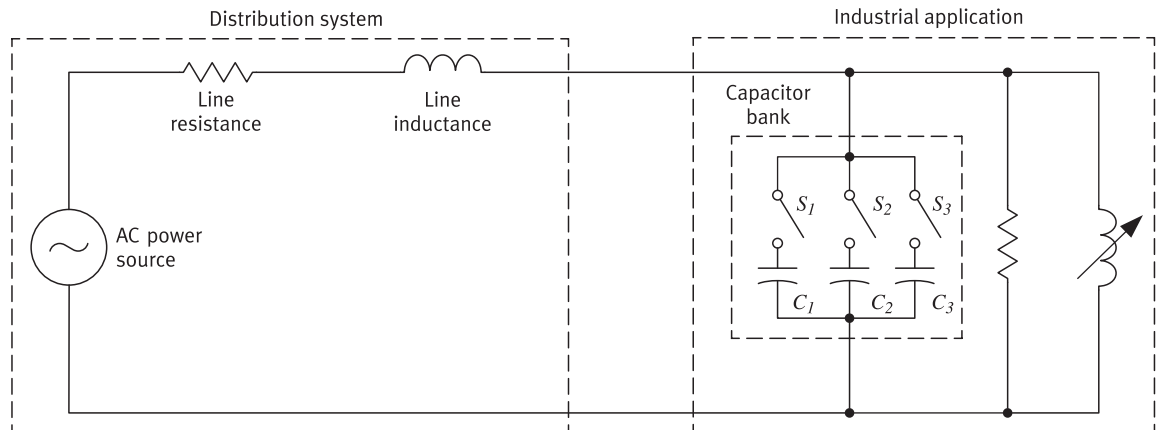 Distribution system
Industrial application
Line
resistance
Line
inductance
Capacitor
bank
AC power
source
S1
S2
S3
C1
C2
C3